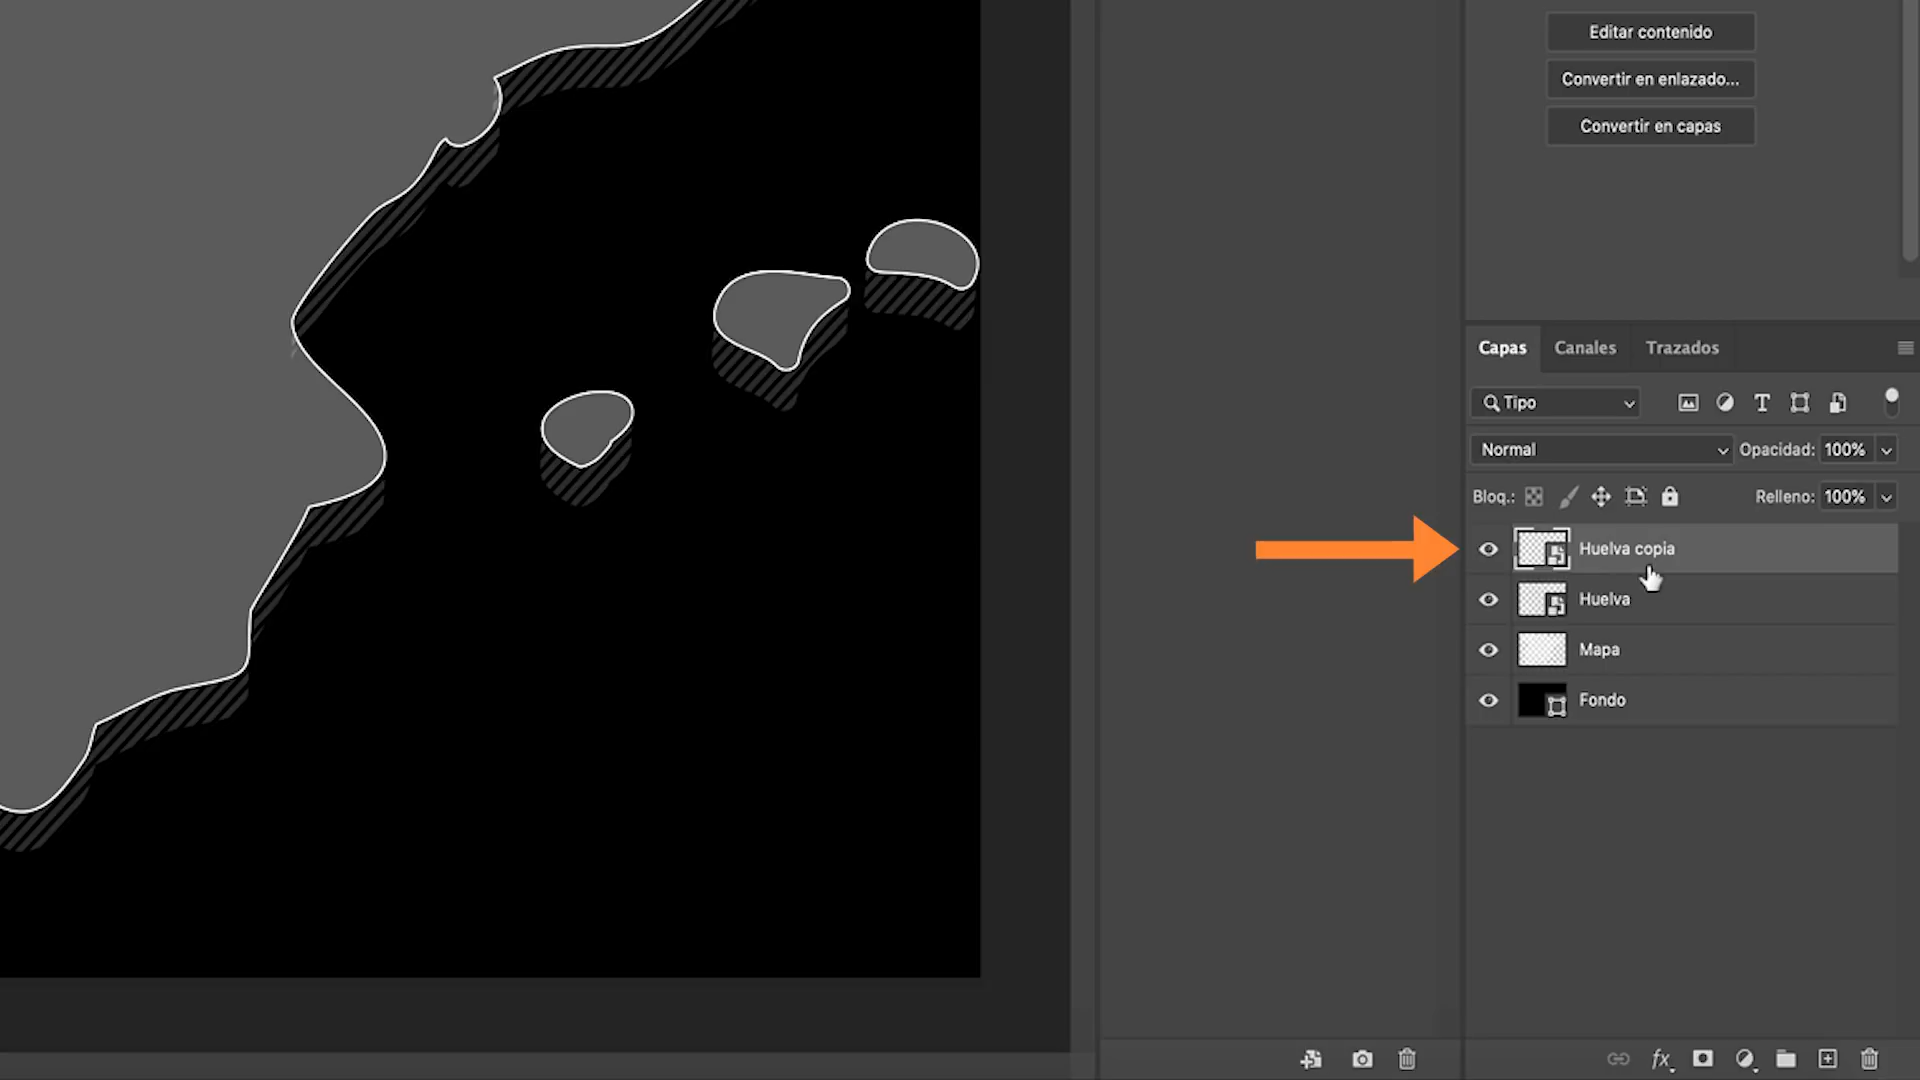 Editar contenido
Convertir en enlazado...
Convertir en capas
Capas Canales Trazados
Tipo
Normal Opacidad: 100%
Bloq.: Relleno: 100%
Huelva copia
Huelva
Mapa
Fondo